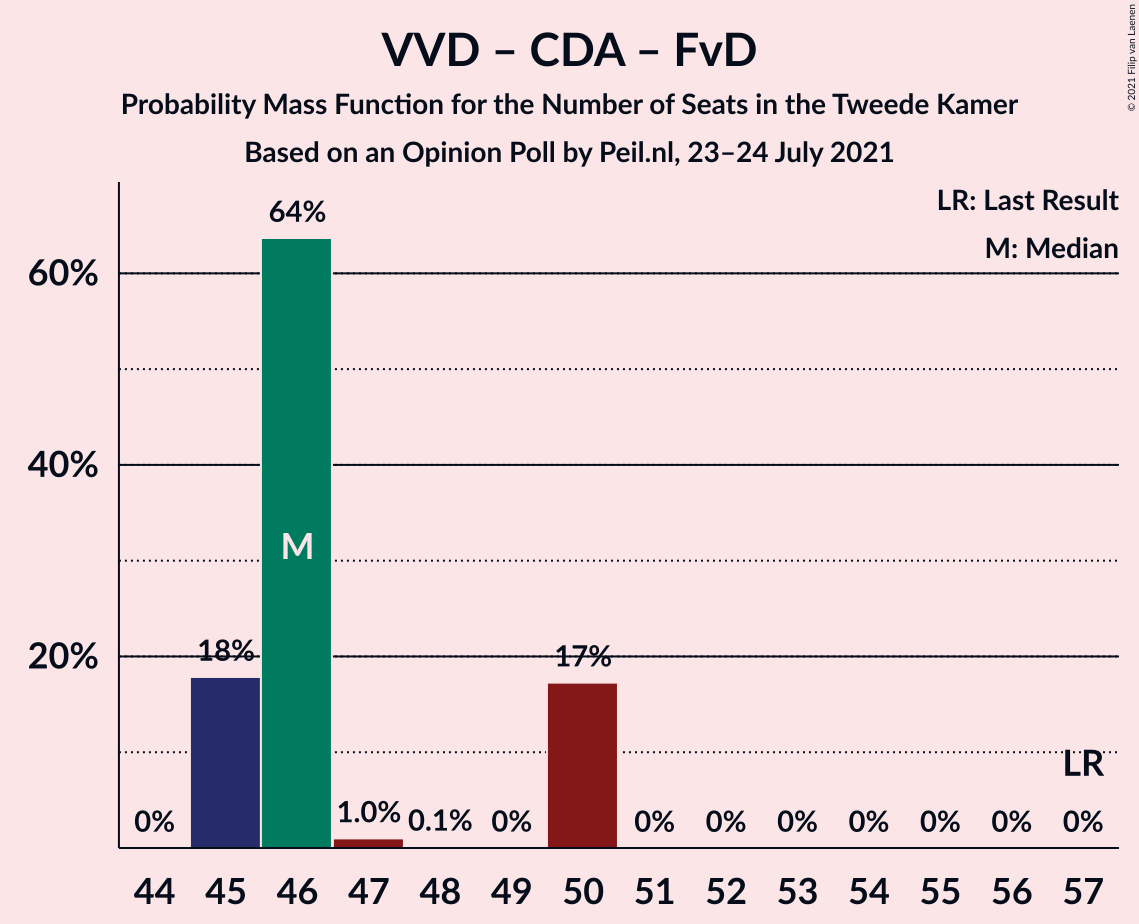 VVD – CDA – FvD
Probability Mass Function for the Number of Seats in the Tweede Kamer
Based on an Opinion Poll by Peil.nl, 23–24 July 2021
© 2021 Filip van Laenen
LR: Last Result
M: Median
60%
40%
20%
0%
18%
64%
M
1.0%
0.1%
0%
17%
0%
0%
0%
0%
0%
0%
0%
LR
44 45 46 47 48 49 50 51 52 53 54 55 56 57